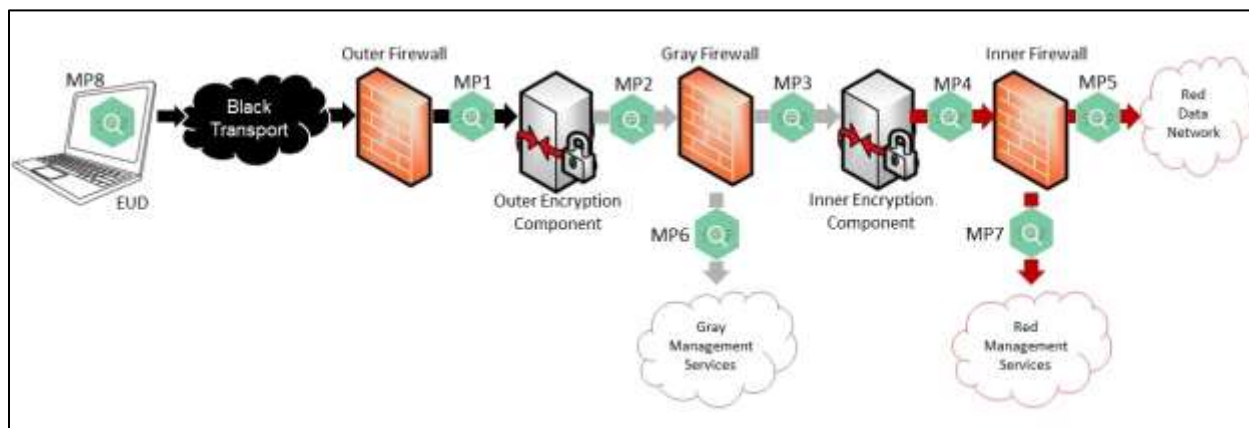 MP8
EUD
Black
Transport
Outer Firewall
MP1
Outer Encryption
Component
MP2
Gray Firewall
MP3
Inner Encryption
Component
MP4
Inner Firewall
MP5
Red
Data
Network
MP6
Gray
Management
Services
MP7
Red
Management
Services